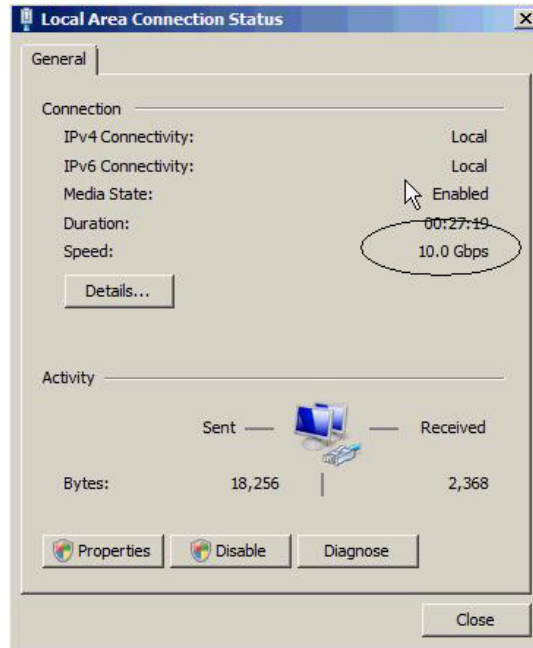 Local Area Connection Status
General
Connection
IPv4 Connectivity: Local
IPv6 Connectivity: Local
Media State: Enabled
Duration: 00:27:19
Speed: 10.0 Gbps
Details...
Activity
Sent Received
Bytes: 18,256 2,368
Properties Disable Diagnose
Close